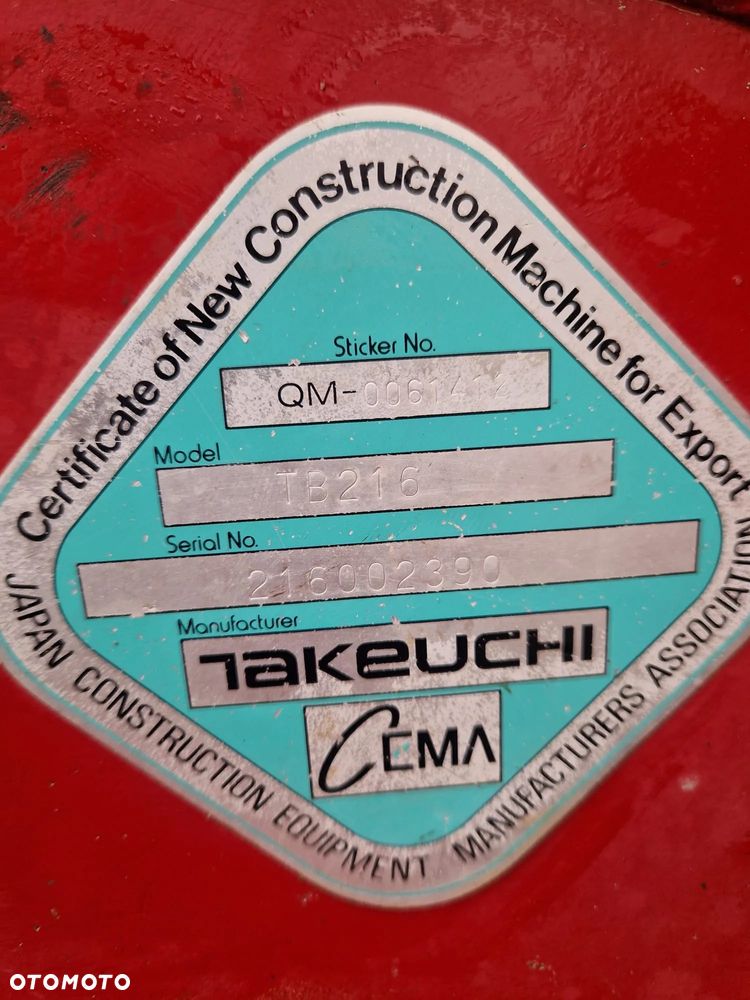 Certificate of New Construction Machine for Export
Sticker No.
QM-0061412
Model
TB216
Serial No.
216002390
Manufacturer
TAKEUCHI
CEMA
JAPAN CONSTRUCTION EQUIPMENT MANUFACTURERS ASSOCIATION
OTOMOTO